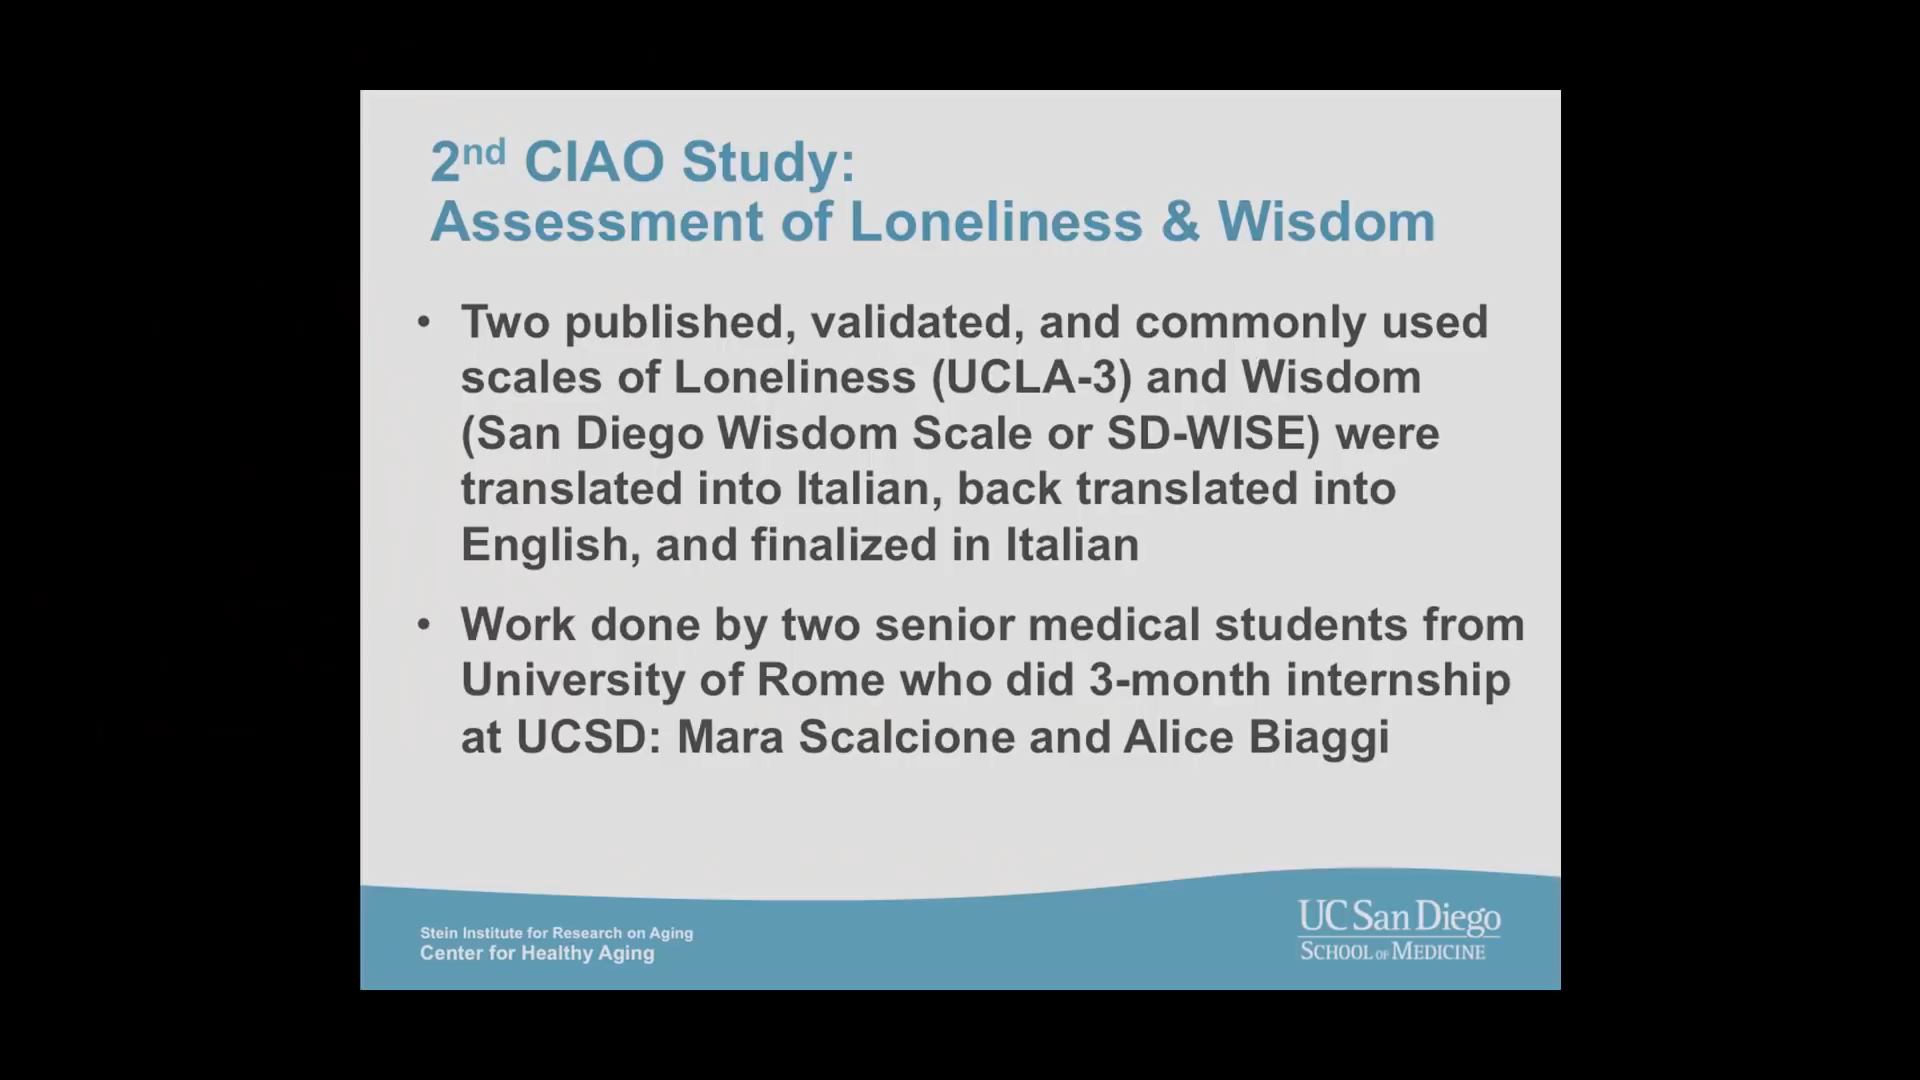 2nd CIAO Study:
Assessment of Loneliness & Wisdom
• Two published, validated, and commonly used
scales of Loneliness (UCLA-3) and Wisdom
(San Diego Wisdom Scale or SD-WISE) were
translated into Italian, back translated into
English, and finalized in Italian
• Work done by two senior medical students from
University of Rome who did 3-month internship
at UCSD: Mara Scalcione and Alice Biaggi
Stein Institute for Research on Aging
Center for Healthy Aging
UC San Diego
SCHOOL OF MEDICINE